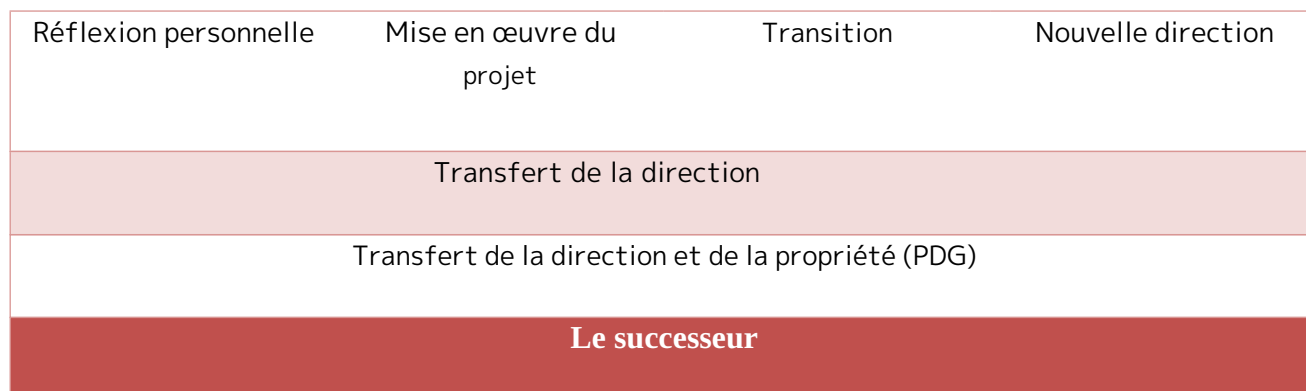 Réflexion personnelle Mise en œuvre du Transition Nouvelle direction
projet
Transfert de la direction
Transfert de la direction et de la propriété (PDG)
Le successeur